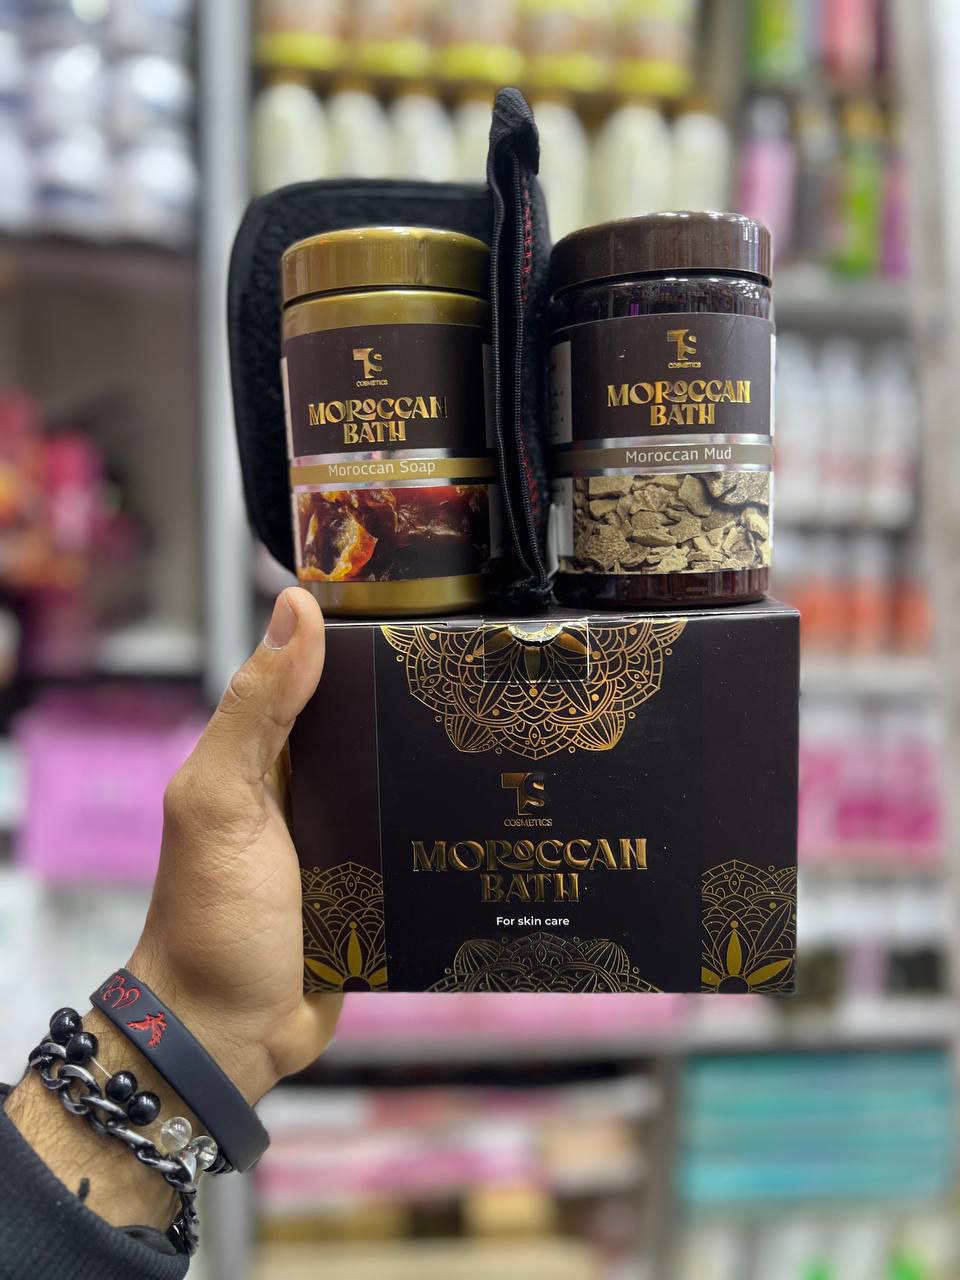 TS
COSMETICS
MOROCCAN
BATH
Moroccan Soap
TS
COSMETICS
MOROCCAN
BATH
Moroccan Mud
TS
COSMETICS
MOROCCAN
BATH
For skin care